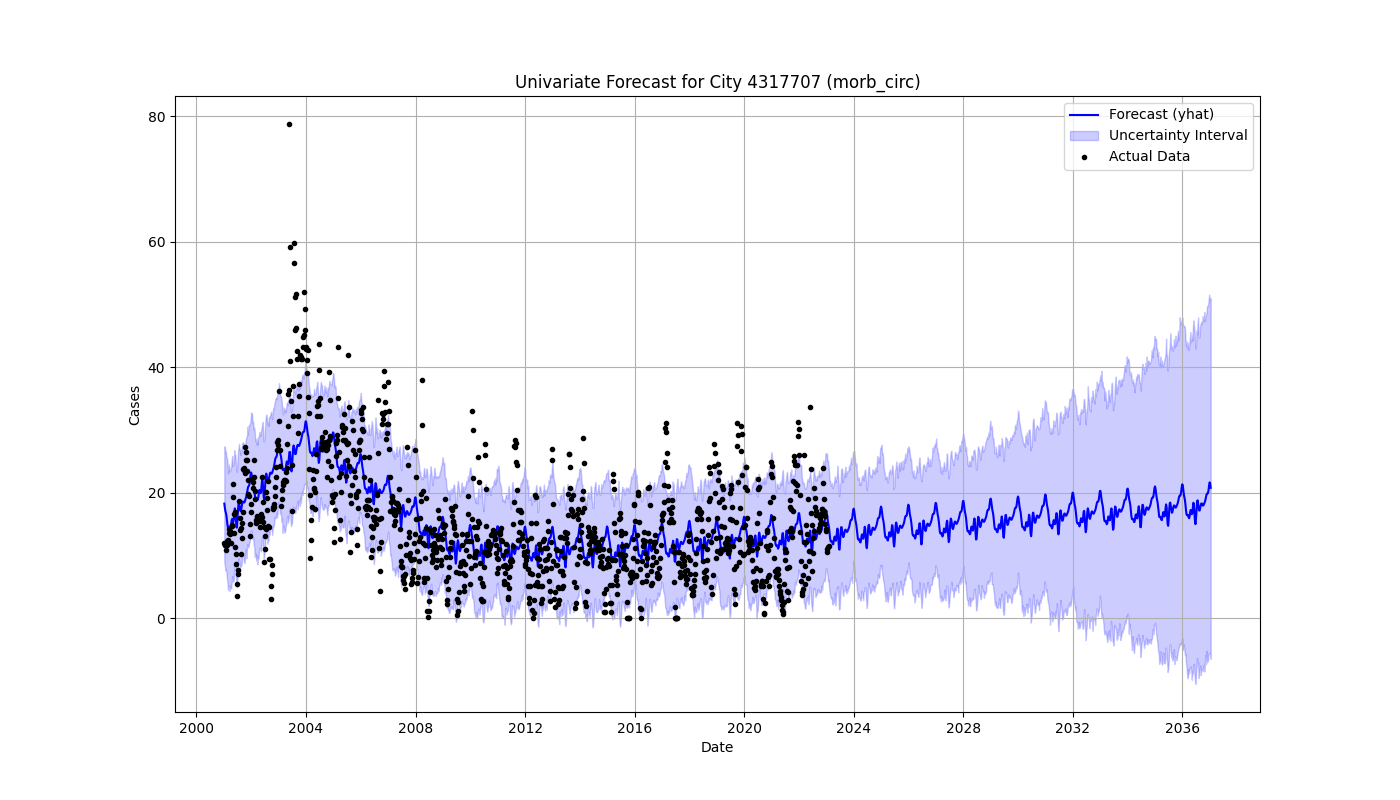 Univariate Forecast for City 4317707 (morb_circ)
Forecast (yhat)
Uncertainty Interval
Actual Data
Cases
80
60
40
20
0
2000 2004 2008 2012 2016 2020 2024 2028 2032 2036
Date